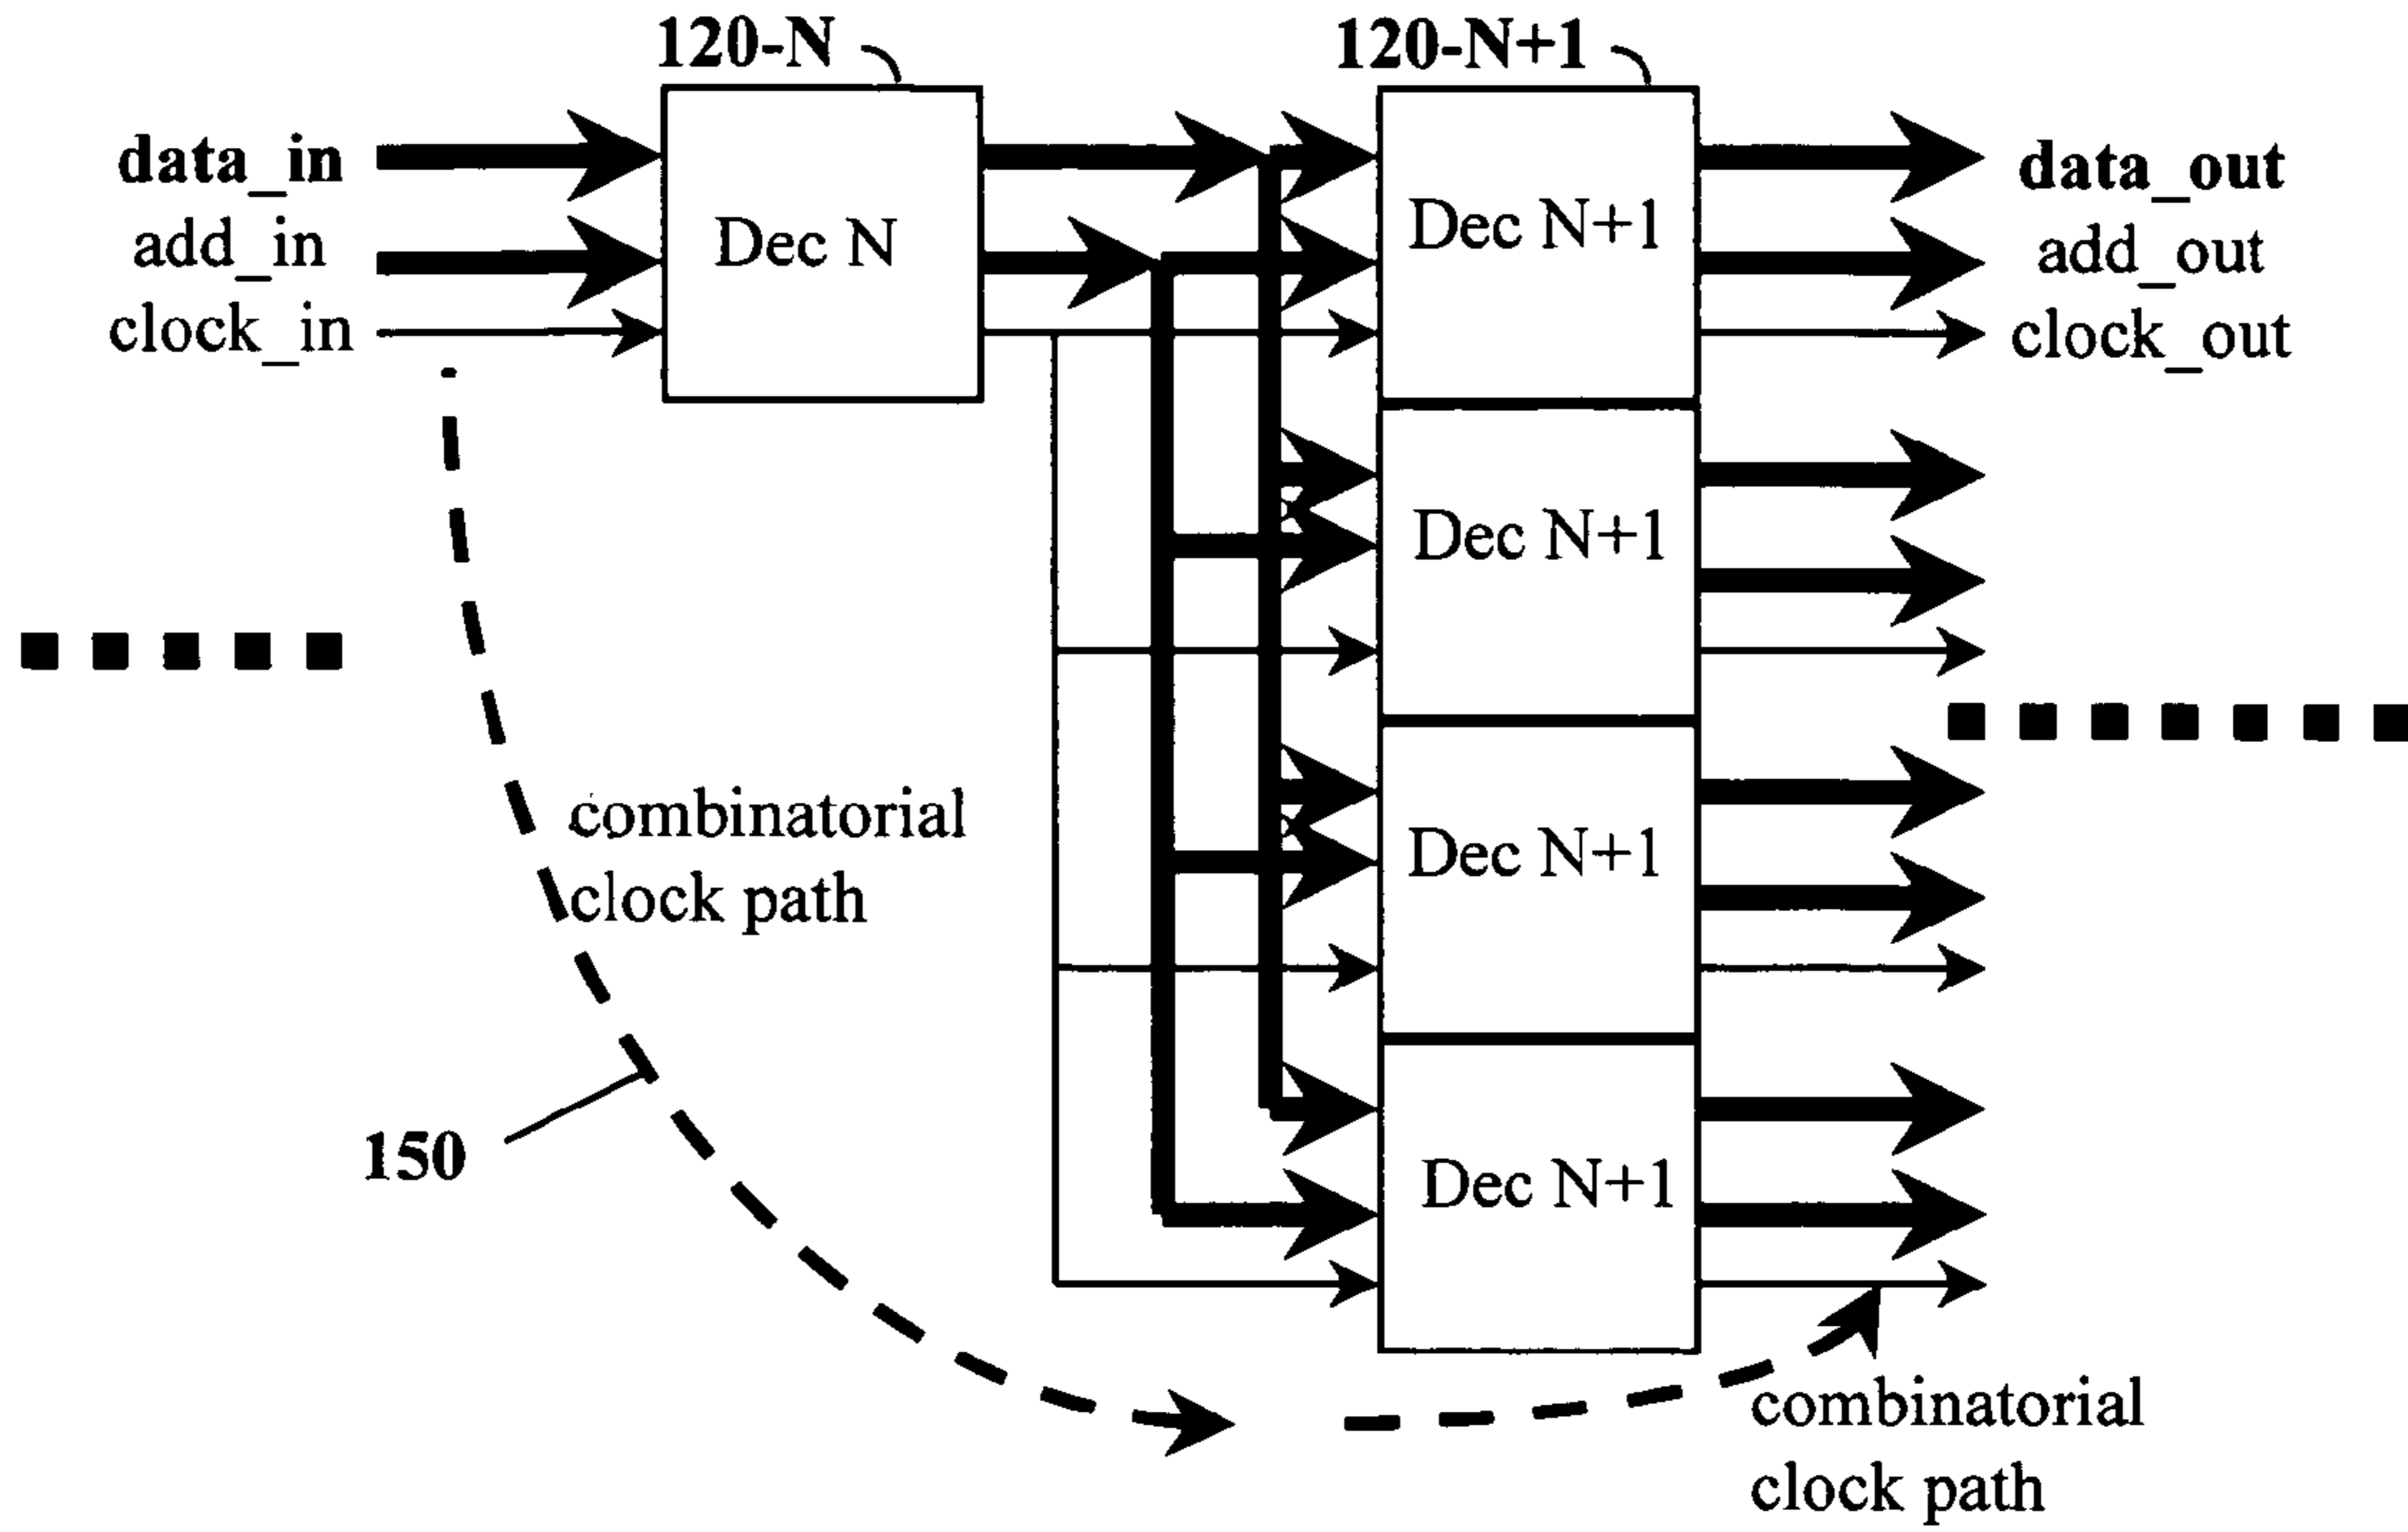 120-N
120-N+1
data_in
add_in
clock_in
Dec N
Dec N+1
data_out
add_out
clock_out
Dec N+1
combinatorial
clock path
Dec N+1
150
Dec N+1
combinatorial
clock path